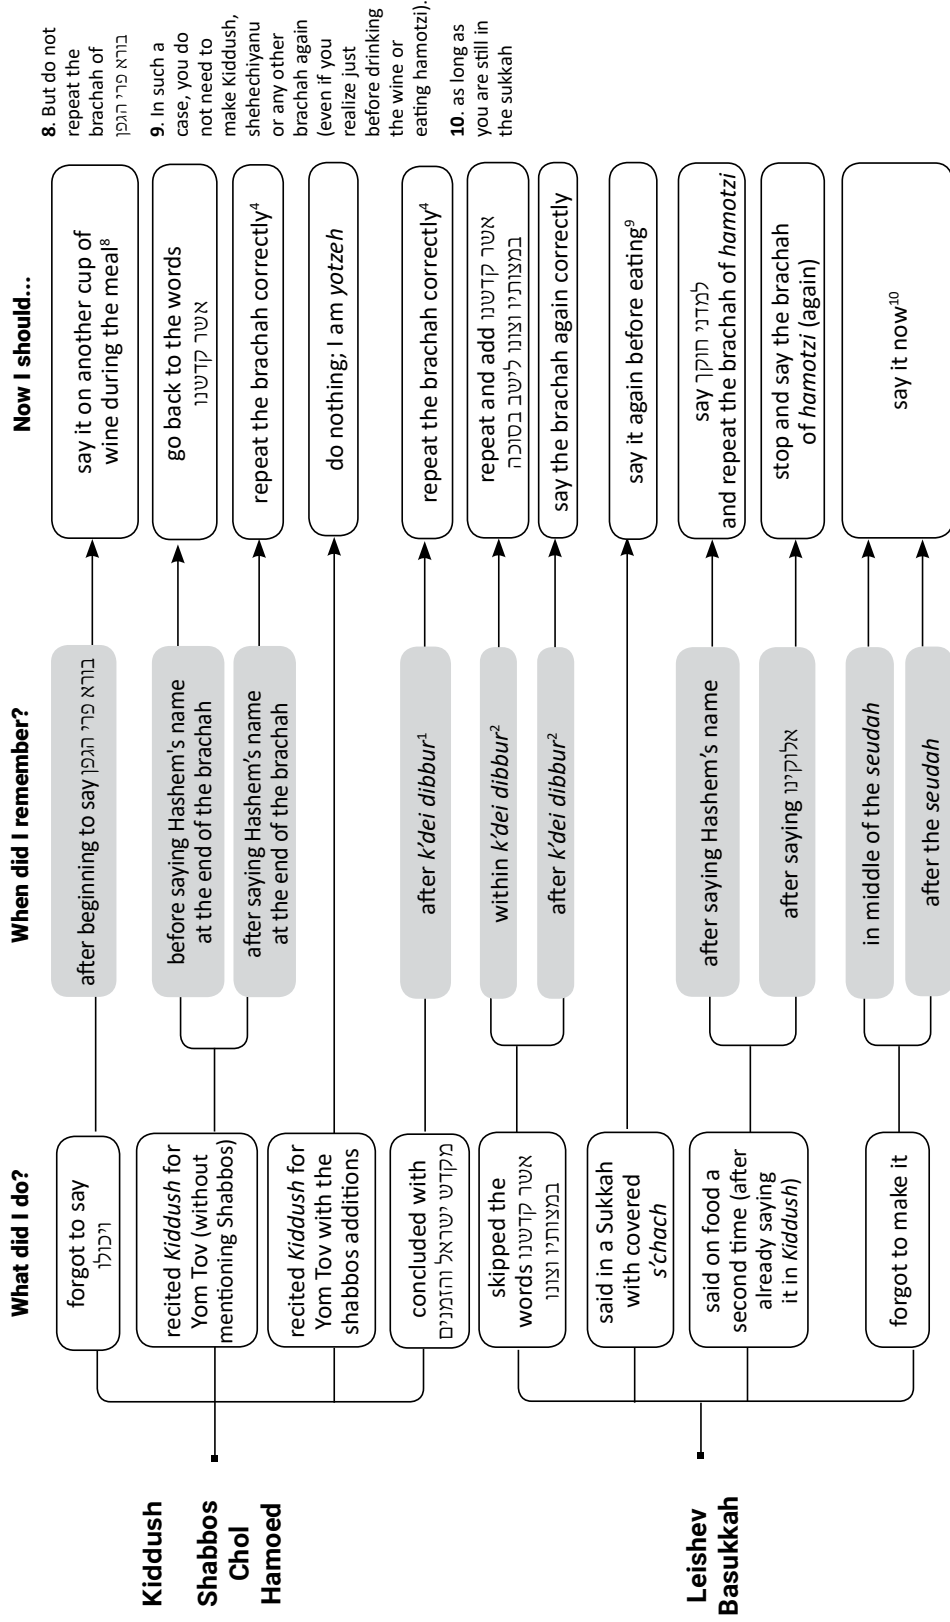 What did I do?
When did I remember?
Now I should...
Kiddush
Shabbos
Chol
Hamoed
forgot to say
ויכולו
after beginning to say בורא פרי הגפן
say it on another cup of
wine during the meal8
recited Kiddush for
Yom Tov (without
mentioning Shabbos)
before saying Hashem's name
at the end of the brachah
go back to the words
אשר קדשנו
after saying Hashem's name
at the end of the brachah
repeat the brachah correctly4
recited Kiddush for
Yom Tov with the
shabbos additions
do nothing; I am yotzeh
concluded with
מקדש ישראל והזמנים
after k'dei dibbur1
repeat the brachah correctly4
Leishev
Basukkah
skipped the
words אשר קדשנו
במצותיו וצונו
within k'dei dibbur2
repeat and add אשר קדשנו
במצותיו וצונו לישב בסוכה
after k'dei dibbur2
say the brachah again correctly
said in a Sukkah
with covered
s'chach
say it again before eating9
said on food a
second time (after
already saying
it in Kiddush)
after saying Hashem's name
say למדני חוקך
and repeat the brachah of hamotzi
after saying אלוקינו
stop and say the brachah
of hamotzi (again)
forgot to make it
in middle of the seudah
after the seudah
say it now10
8. But do not
repeat the
brachah of
בורא פרי הגפן
9. In such a
case, you do
not need to
make Kiddush,
shehechiyanu
or any other
brachah again
(even if you
realize just
before drinking
the wine or
eating hamotzi).
10. as long as
you are still in
the sukkah